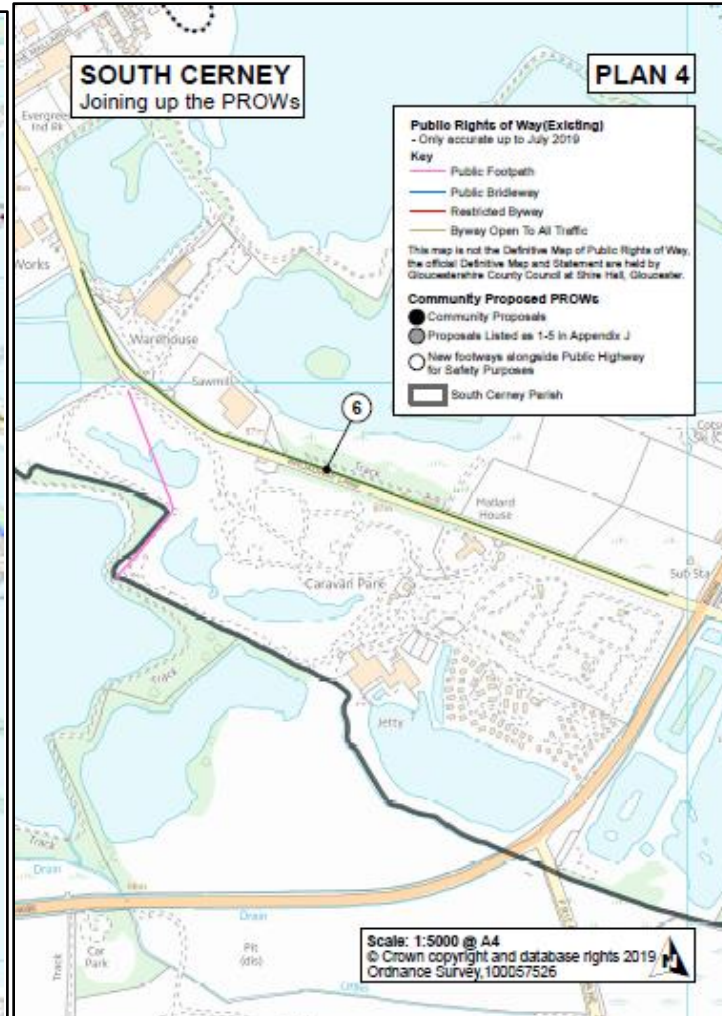 SOUTH CERNEY
Joining up the PROWs
PLAN 4
Public Rights of Way(Existing)
- Only accurate up to July 2019
Key
Public Footpath
Public Bridleway
Restricted Byway
Byway Open To All Traffic
This map is not the Definitive Map of Public Rights of Way,
the official Definitive Map and Statement are held by
Gloucestershire County Council at Shire Hall, Gloucester.
Community Proposed PROWs
Community Proposals
Proposals Listed as 1-5 in Appendix J
New footways alongside Public Highway
for Safety Purposes
South Cerney Parish
Evergreen
Ind Pk
Works
Warehouse
Sawmill
6
Track
Mallard
House
Sub Sta
Caravan Park
Track
Jetty
Track
Drain
Drain
Car
Park
Pit
(dis)
Track
Scale: 1:5000 @ A4
© Crown copyright and database rights 2019
Ordnance Survey,100057526
N